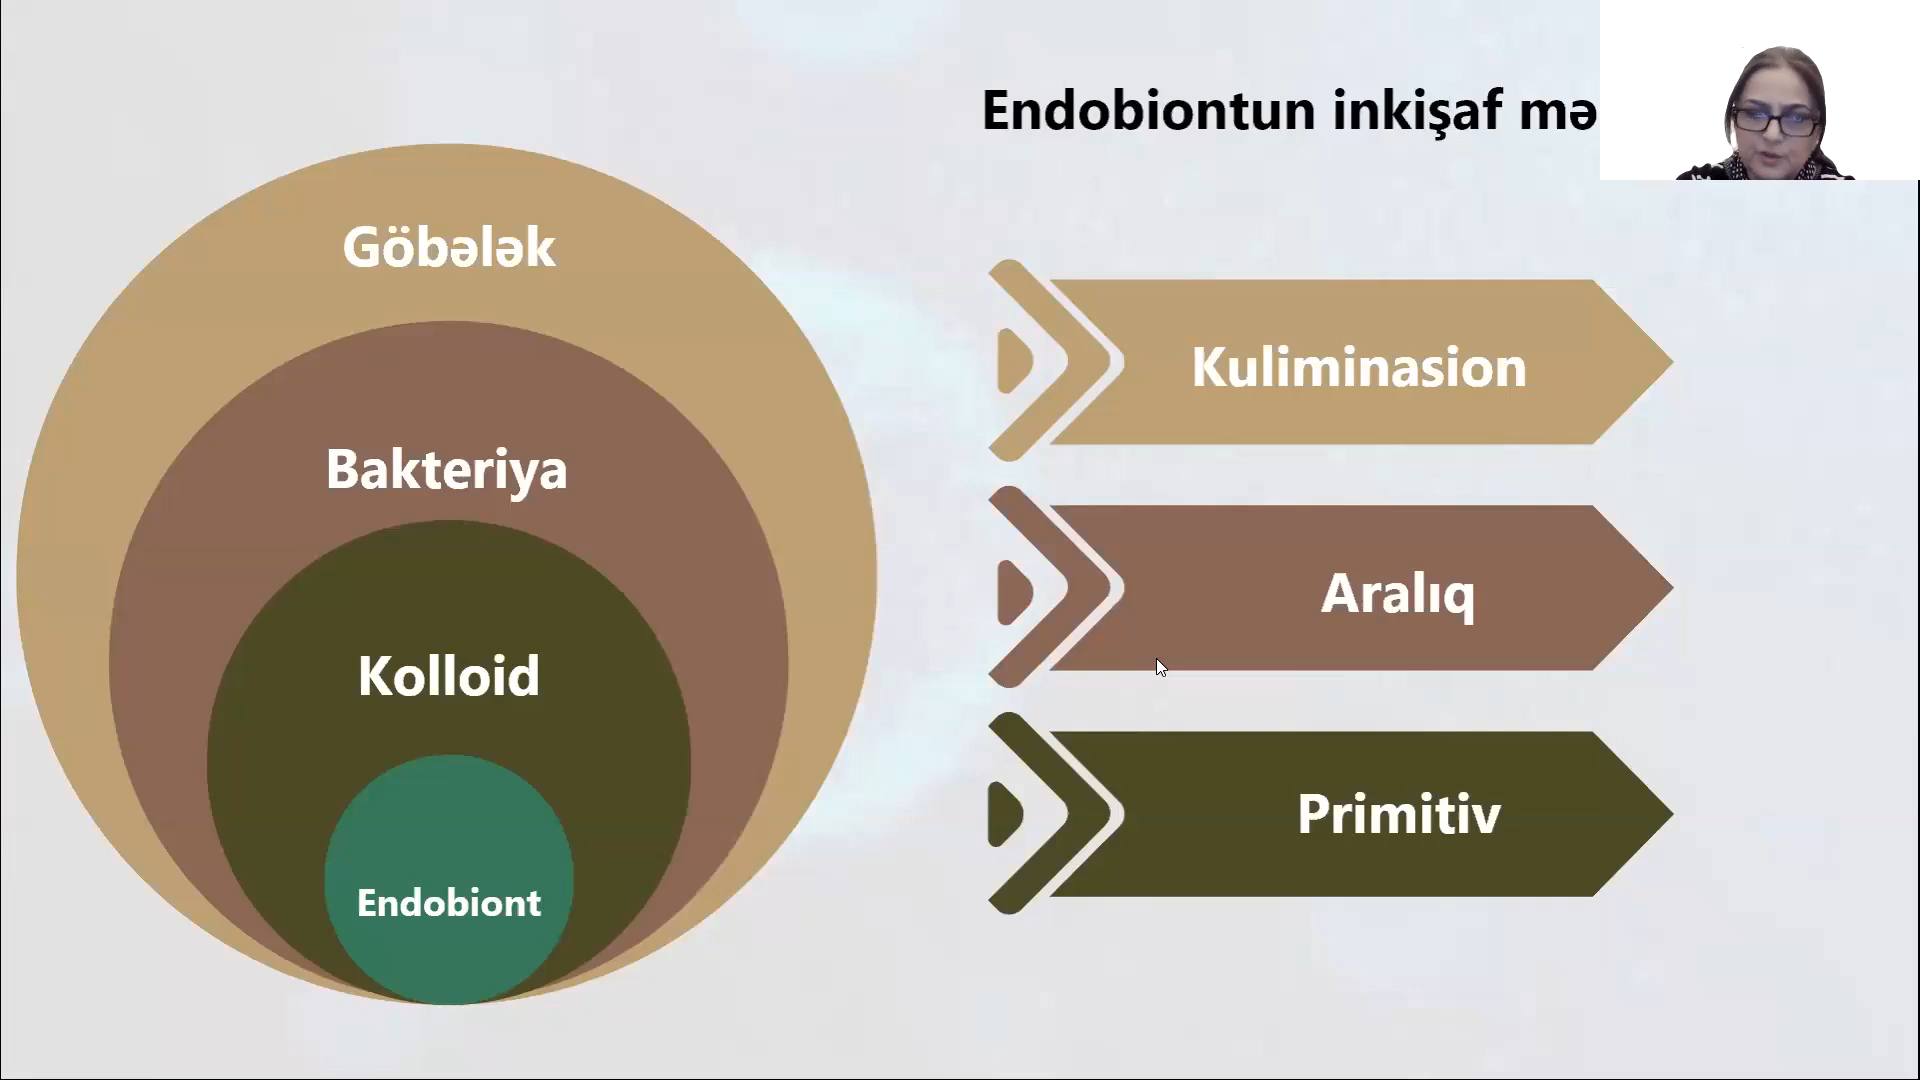 Endobiontun inkişaf mə
Göbələk
Bakteriya
Kolloid
Endobiont
Kuliminasion
Aralıq
Primitiv